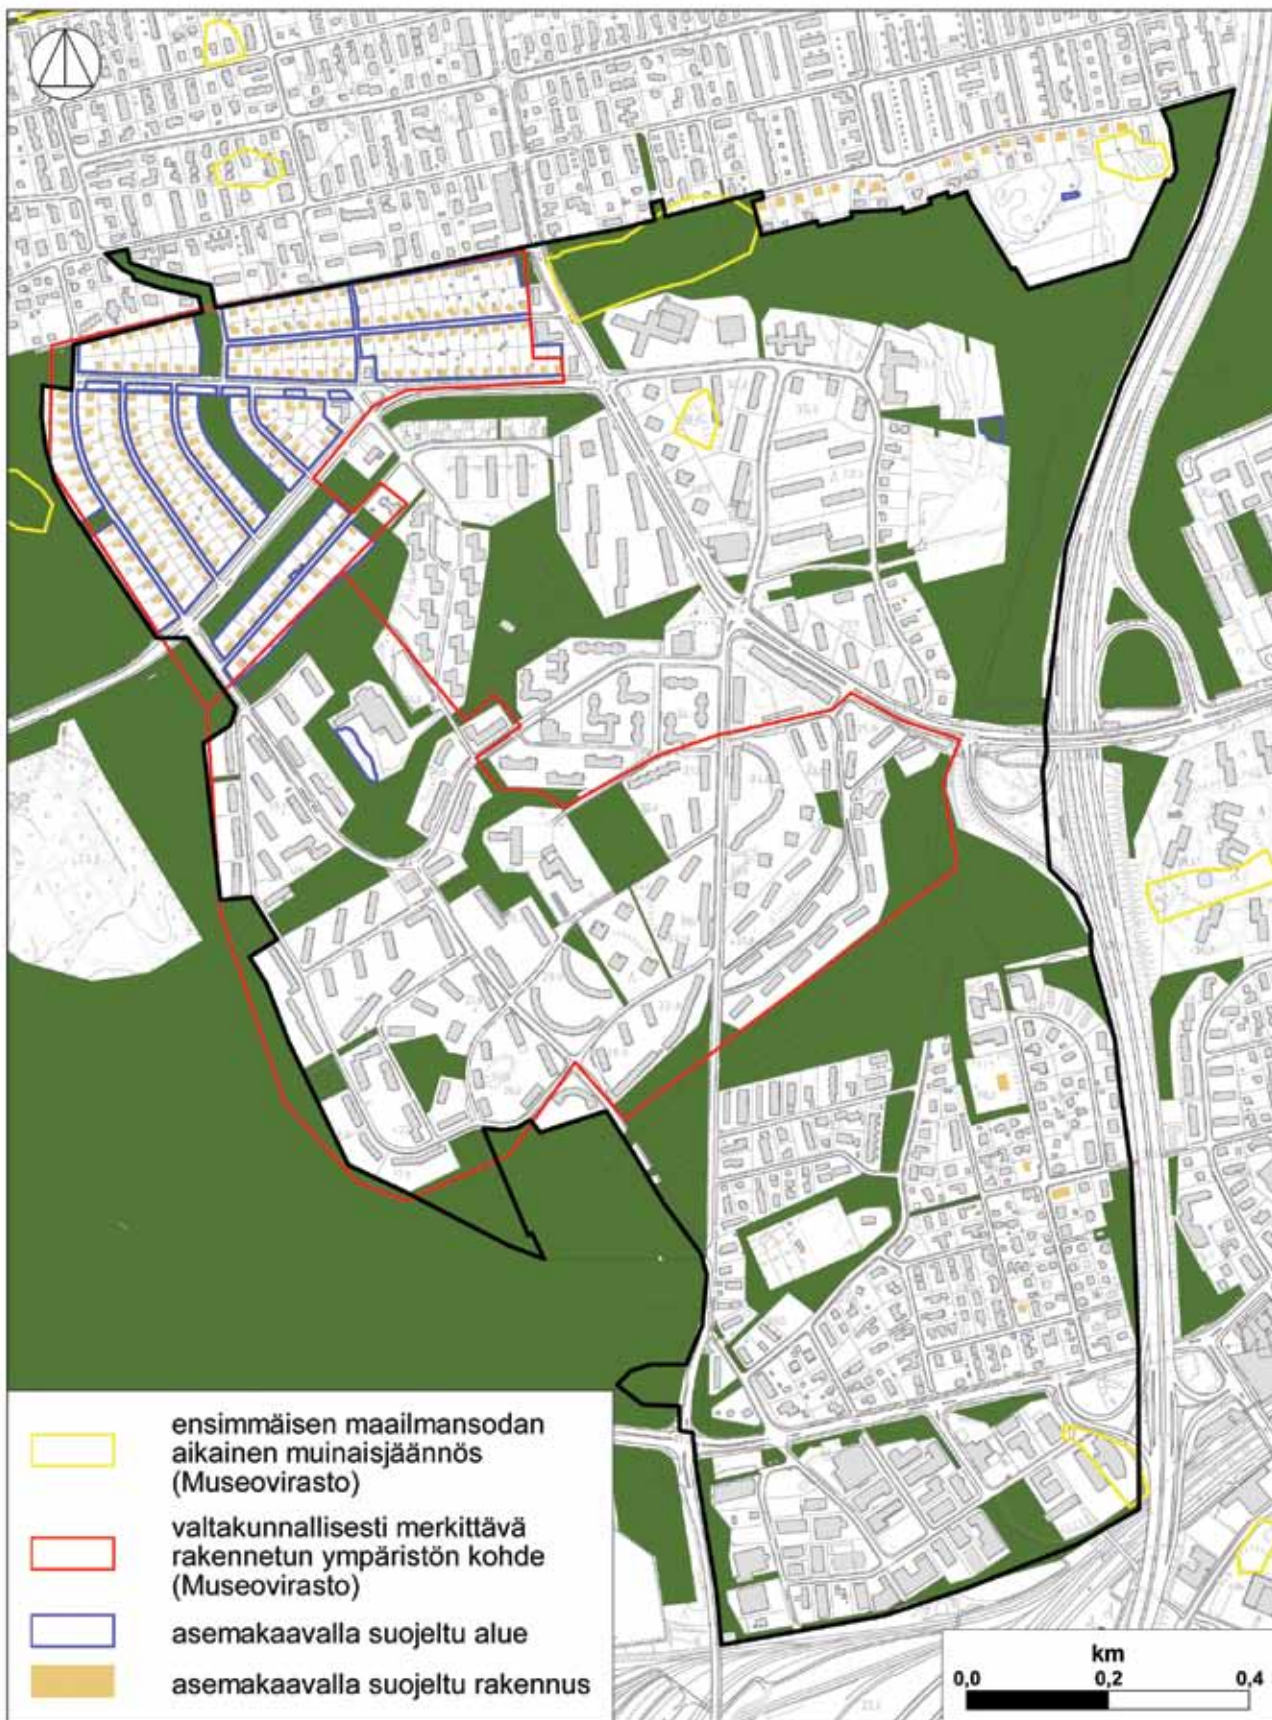 ensimmäisen maailmansodan
aikainen muinaisjäännös
(Museovirasto)
valtakunnallisesti merkittävä
rakennetun ympäristön kohde
(Museovirasto)
asemakaavalla suojeltu alue
asemakaavalla suojeltu rakennus
km
0,0 0,2 0,4